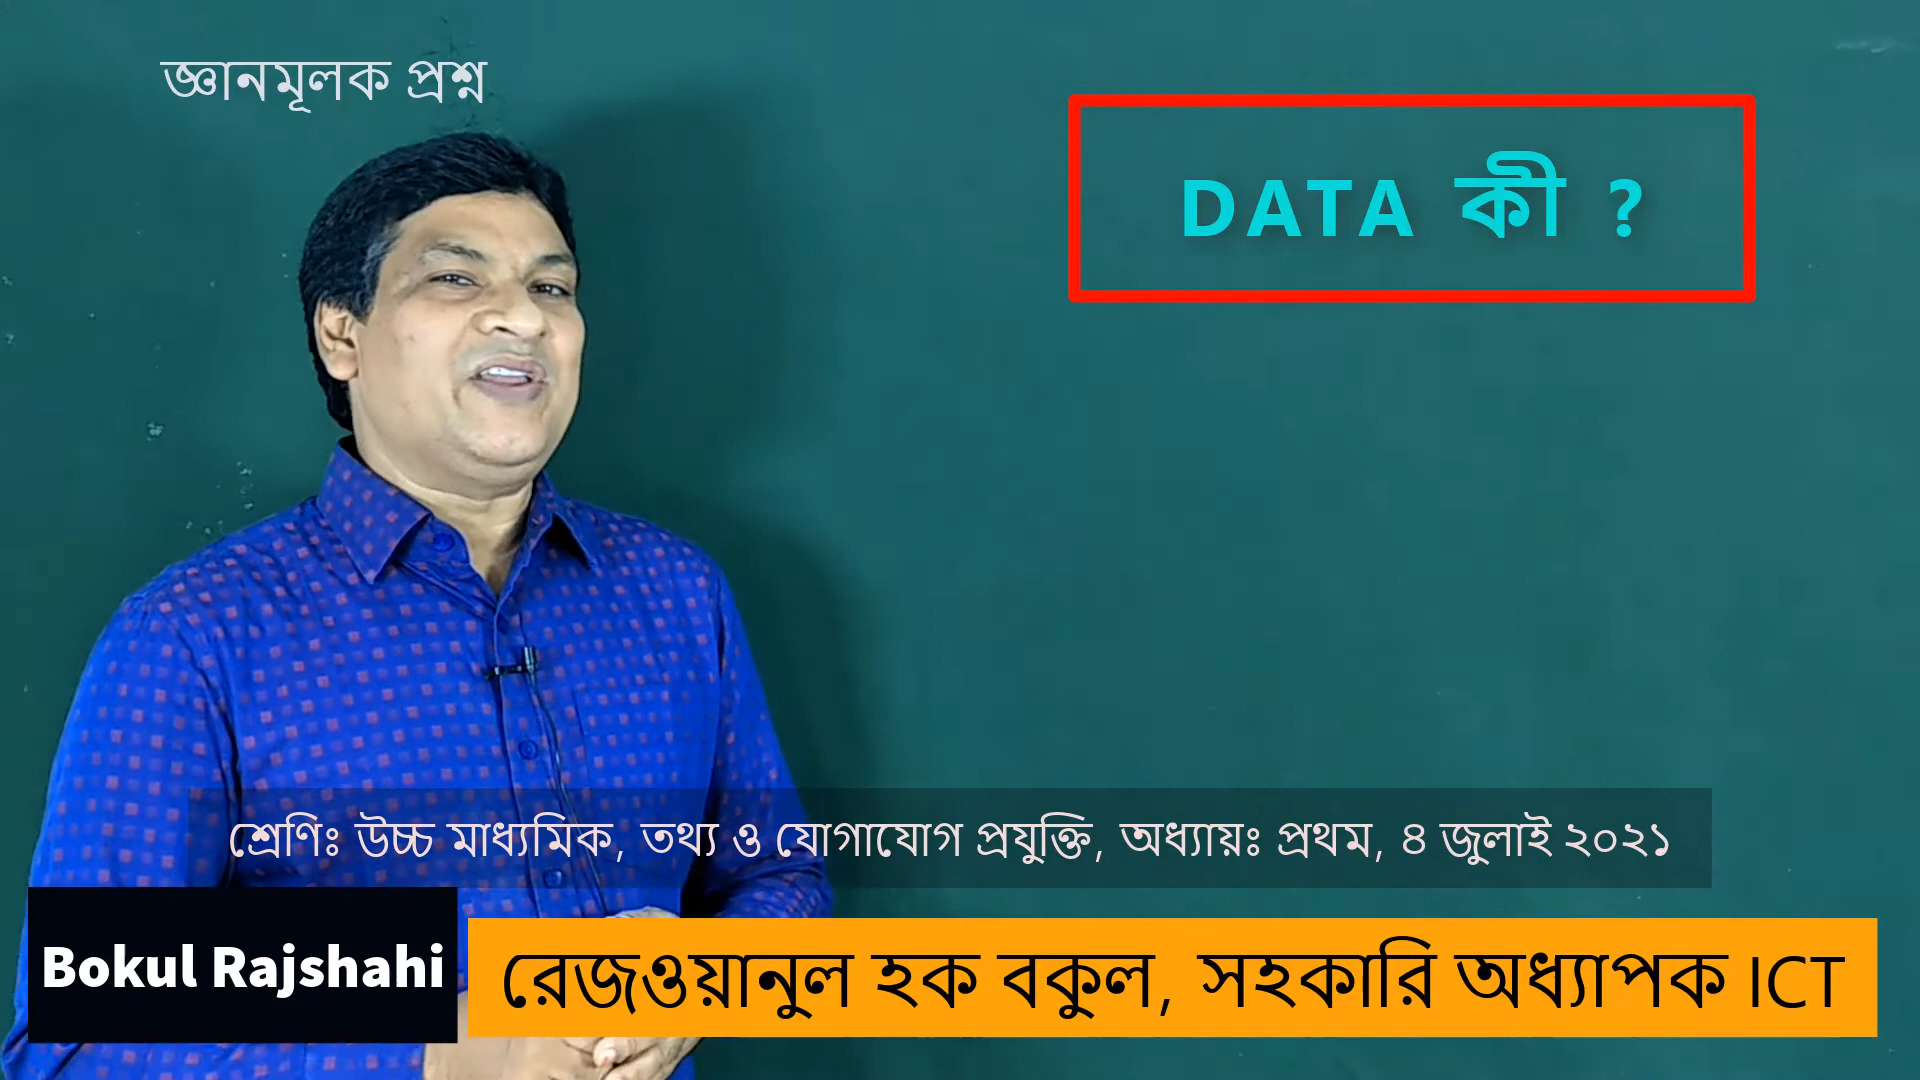 জ্ঞানমূলক প্রশ্ন
DATA কী ?
শ্রেণিঃ উচ্চ মাধ্যমিক, তথ্য ও যোগাযোগ প্রযুক্তি, অধ্যায়ঃ প্রথম, ৪ জুলাই ২০২১
Bokul Rajshahi
রেজওয়ানুল হক বকুল, সহকারি অধ্যাপক ICT